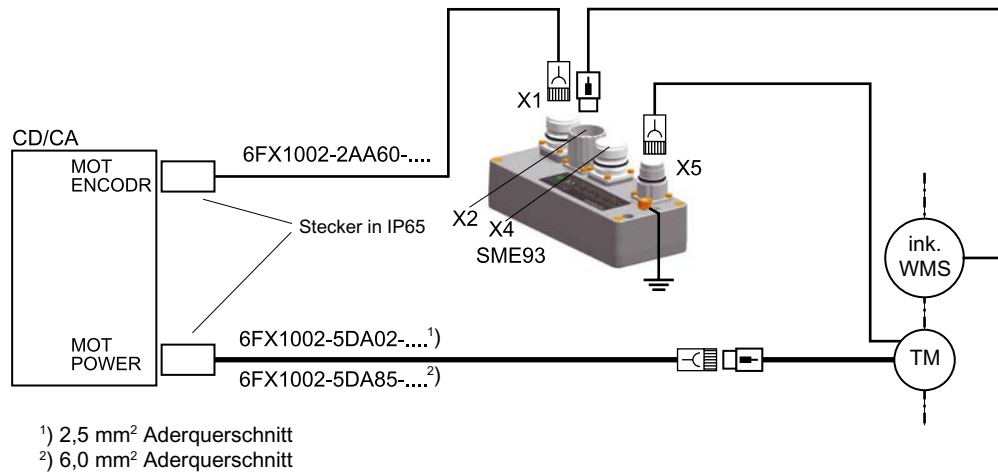 X1
CD/CA
MOT
ENCODR
6FX1002-2AA60-....
X5
X2
X4
SME93
Stecker in IP65
ink.
WMS
MOT
POWER
6FX1002-5DA02-....¹)
6FX1002-5DA85-....²)
TM
¹) 2,5 mm² Aderquerschnitt
²) 6,0 mm² Aderquerschnitt